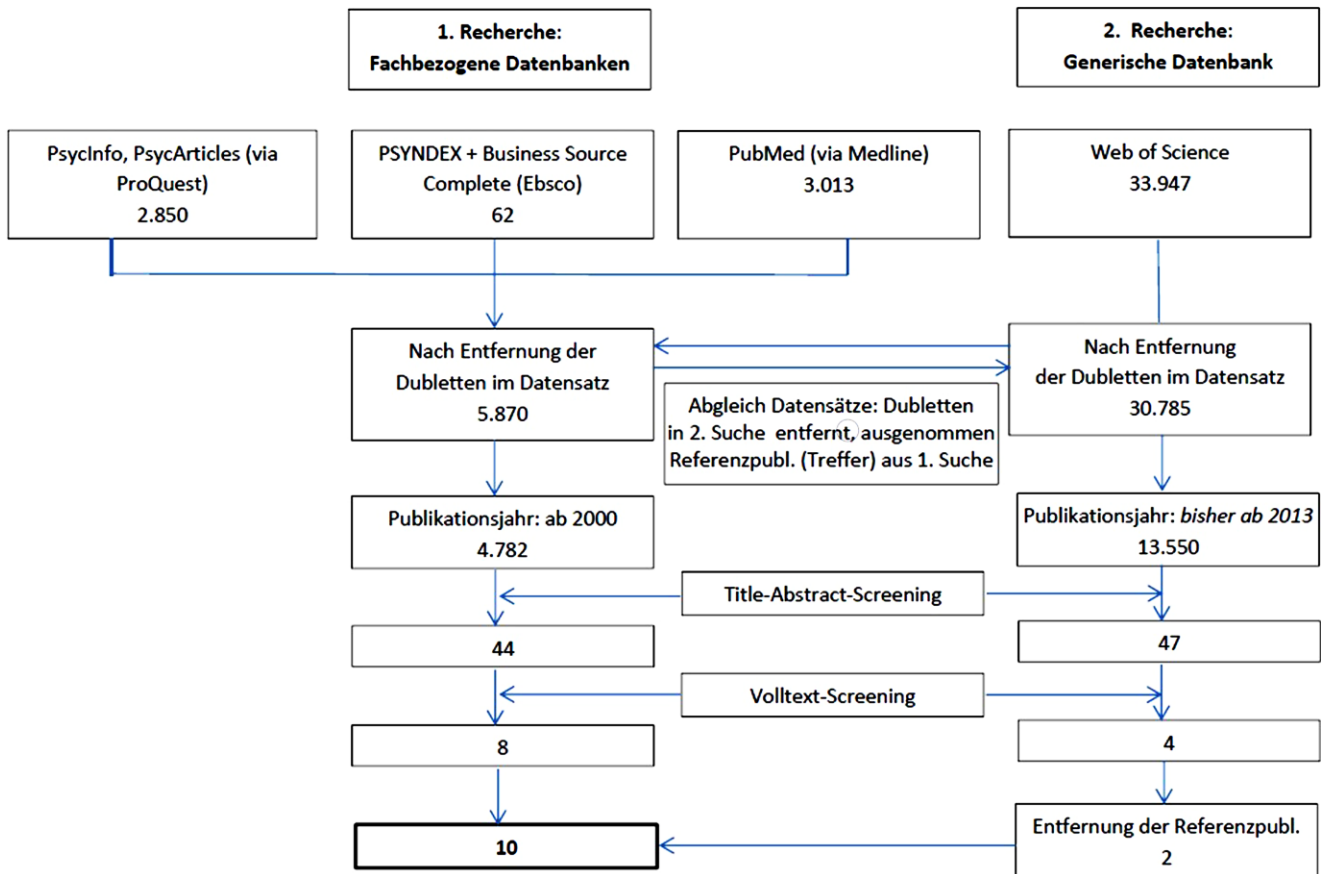 1. Recherche:
Fachbezogene Datenbanken
2. Recherche:
Generische Datenbank
PsycInfo, PsycArticles (via
ProQuest)
2.850
PSYNDEX + Business Source
Complete (Ebsco)
62
PubMed (via Medline)
3.013
Web of Science
33.947
Nach Entfernung der
Dubletten im Datensatz
5.870
Nach Entfernung
der Dubletten im Datensatz
30.785
Abgleich Datensätze: Dubletten
in 2. Suche entfernt, ausgenommen
Referenzpubl. (Treffer) aus 1. Suche
Publikationsjahr: ab 2000
4.782
Publikationsjahr: bisher ab 2013
13.550
Title-Abstract-Screening
44
47
Volltext-Screening
8
4
10
Entfernung der Referenzpubl.
2